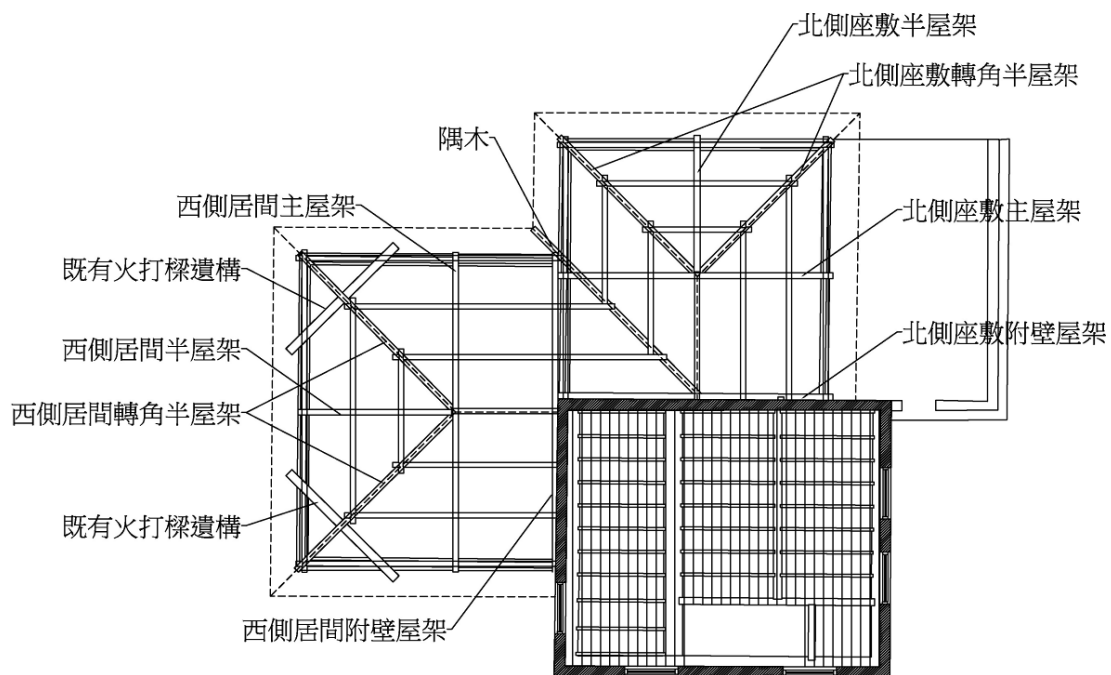 北側座敷半屋架
北側座敷轉角半屋架
隅木
西側居間主屋架
北側座敷主屋架
既有火打樑遺構
北側座敷附壁屋架
西側居間半屋架
西側居間轉角半屋架
既有火打樑遺構
西側居間附壁屋架